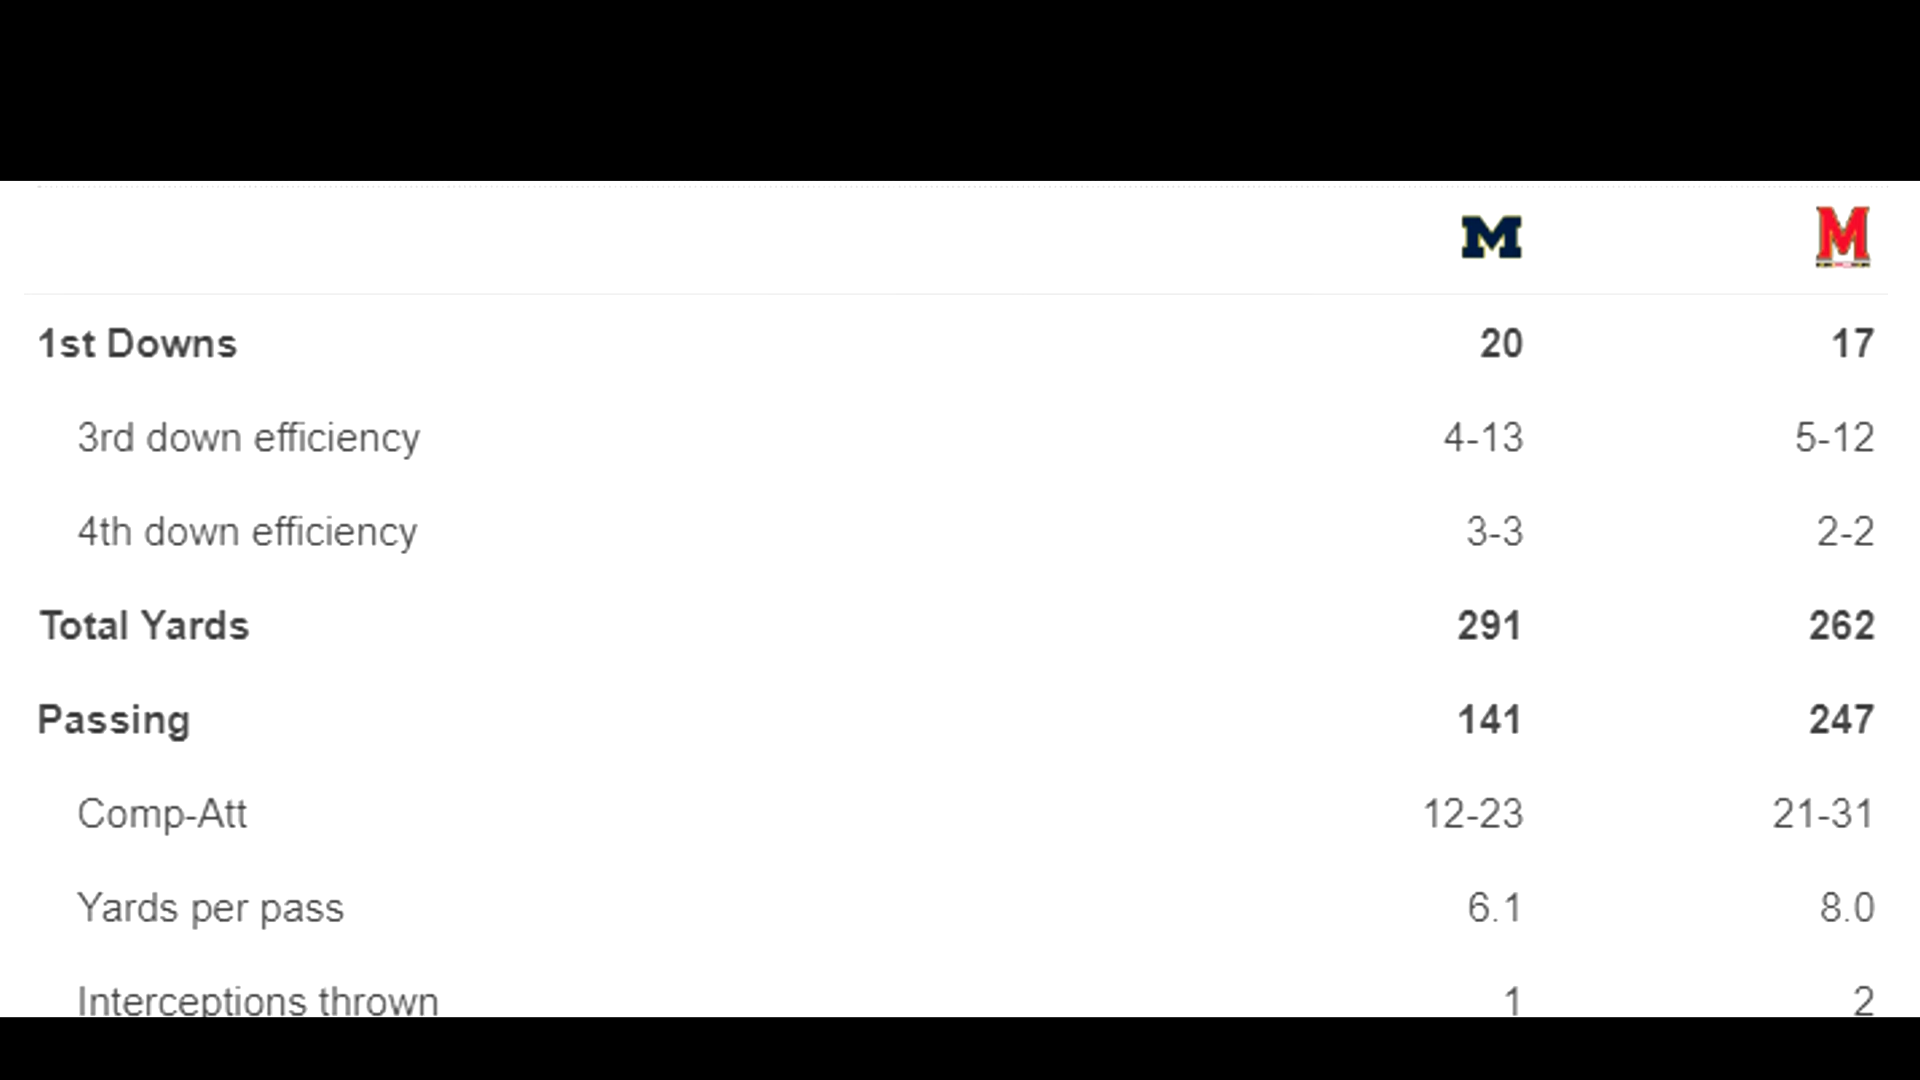 M M
1st Downs 20 17
3rd down efficiency 4-13 5-12
4th down efficiency 3-3 2-2
Total Yards 291 262
Passing 141 247
Comp-Att 12-23 21-31
Yards per pass 6.1 8.0
Interceptions thrown 1 2